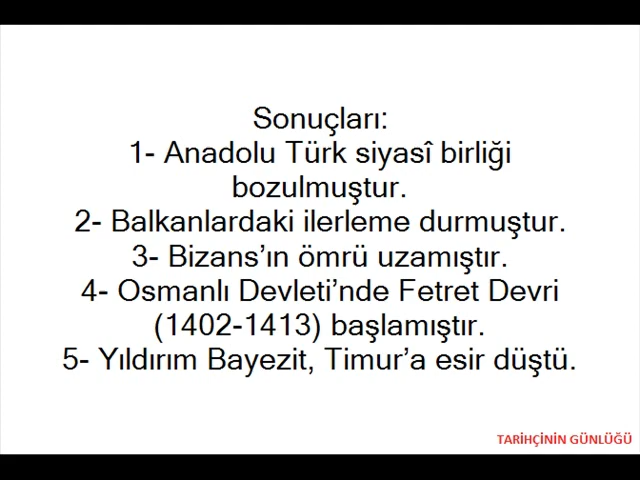 Sonuçları:
1- Anadolu Türk siyasî birliği
bozulmuştur.
2- Balkanlardaki ilerleme durmuştur.
3- Bizans’ın ömrü uzamıştır.
4- Osmanlı Devleti’nde Fetret Devri
(1402-1413) başlamıştır.
5- Yıldırım Bayezit, Timur’a esir düştü.
TARİHÇİNİN GÜNLÜĞÜ